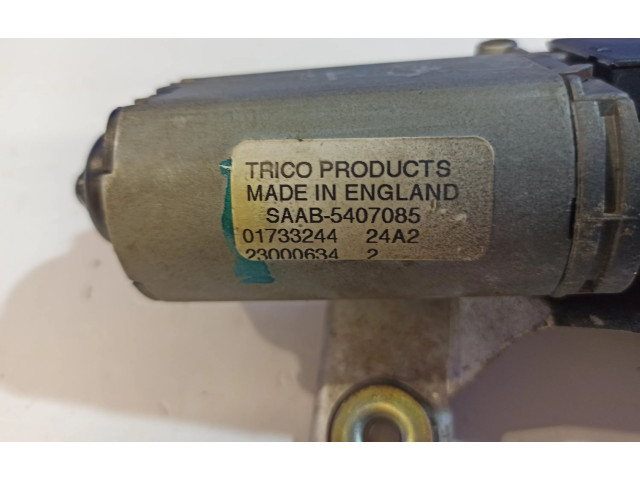 TRICO PRODUCTS
MADE IN ENGLAND
SAAB-5407085
01733244 24A2
23000634 2